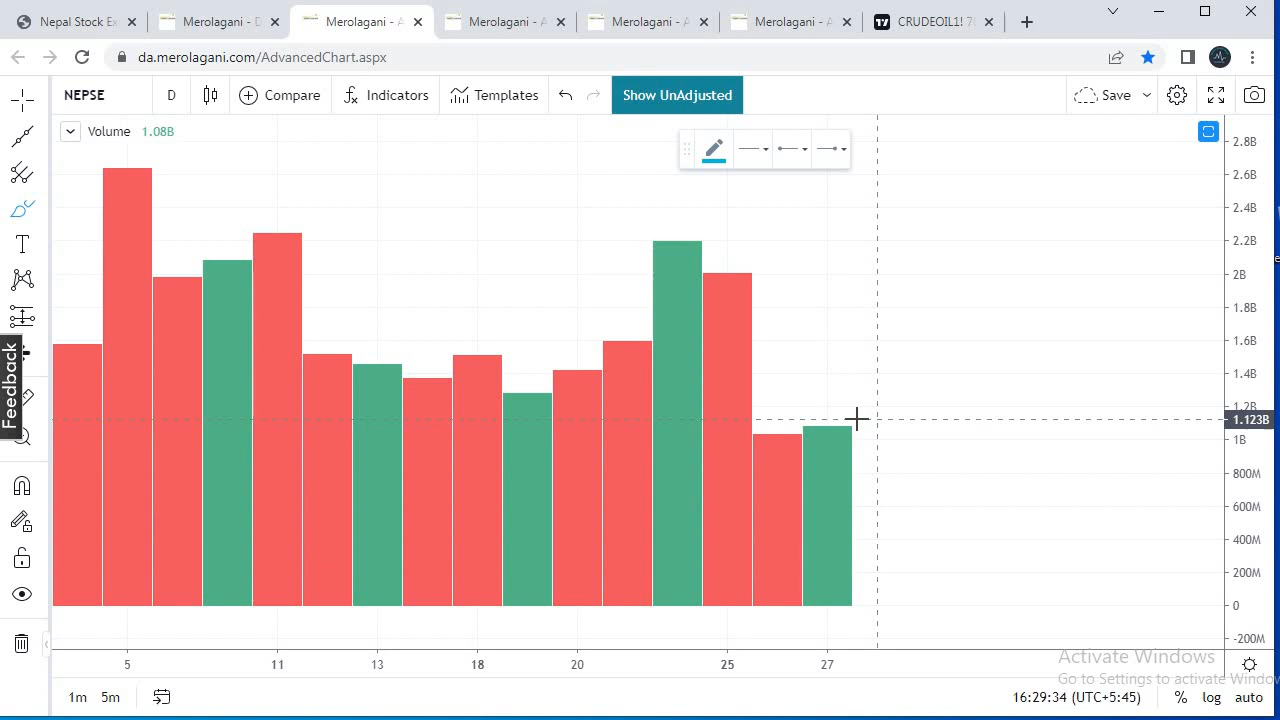 Nepal Stock Ex
Merolagani - D
Merolagani - A
Merolagani - A
Merolagani - A
Merolagani - A
CRUDEOIL1!
da.merolagani.com/AdvancedChart.aspx
NEPSE
D
Compare
Indicators
Templates
Show UnAdjusted
Save
Volume 1.08B
2.8B
2.6B
2.4B
2.2B
2B
1.8B
1.6B
1.4B
1.2B
1.123B
1B
800M
600M
400M
200M
0
-200M
Feedback
5
11
13
18
20
25
27
Activate Windows
Go to Settings to activate Windo
1m
5m
16:29:34 (UTC+5:45)
%
log
auto